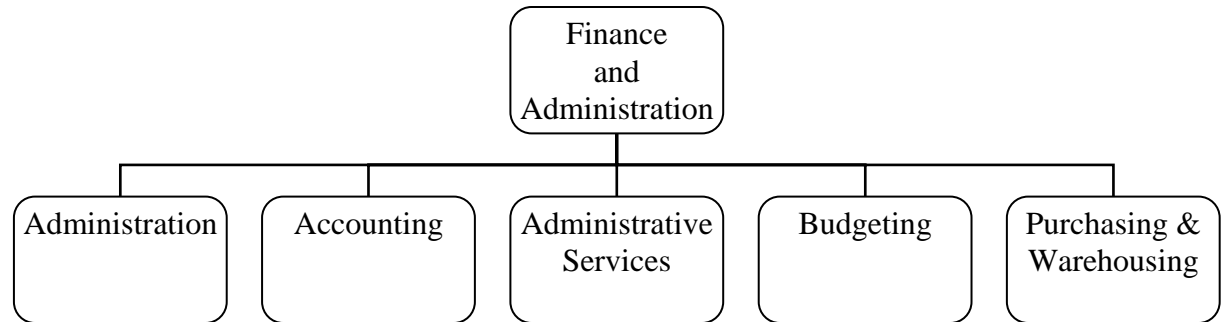 Finance
and
Administration
Administration
Accounting
Administrative
Services
Budgeting
Purchasing &
Warehousing